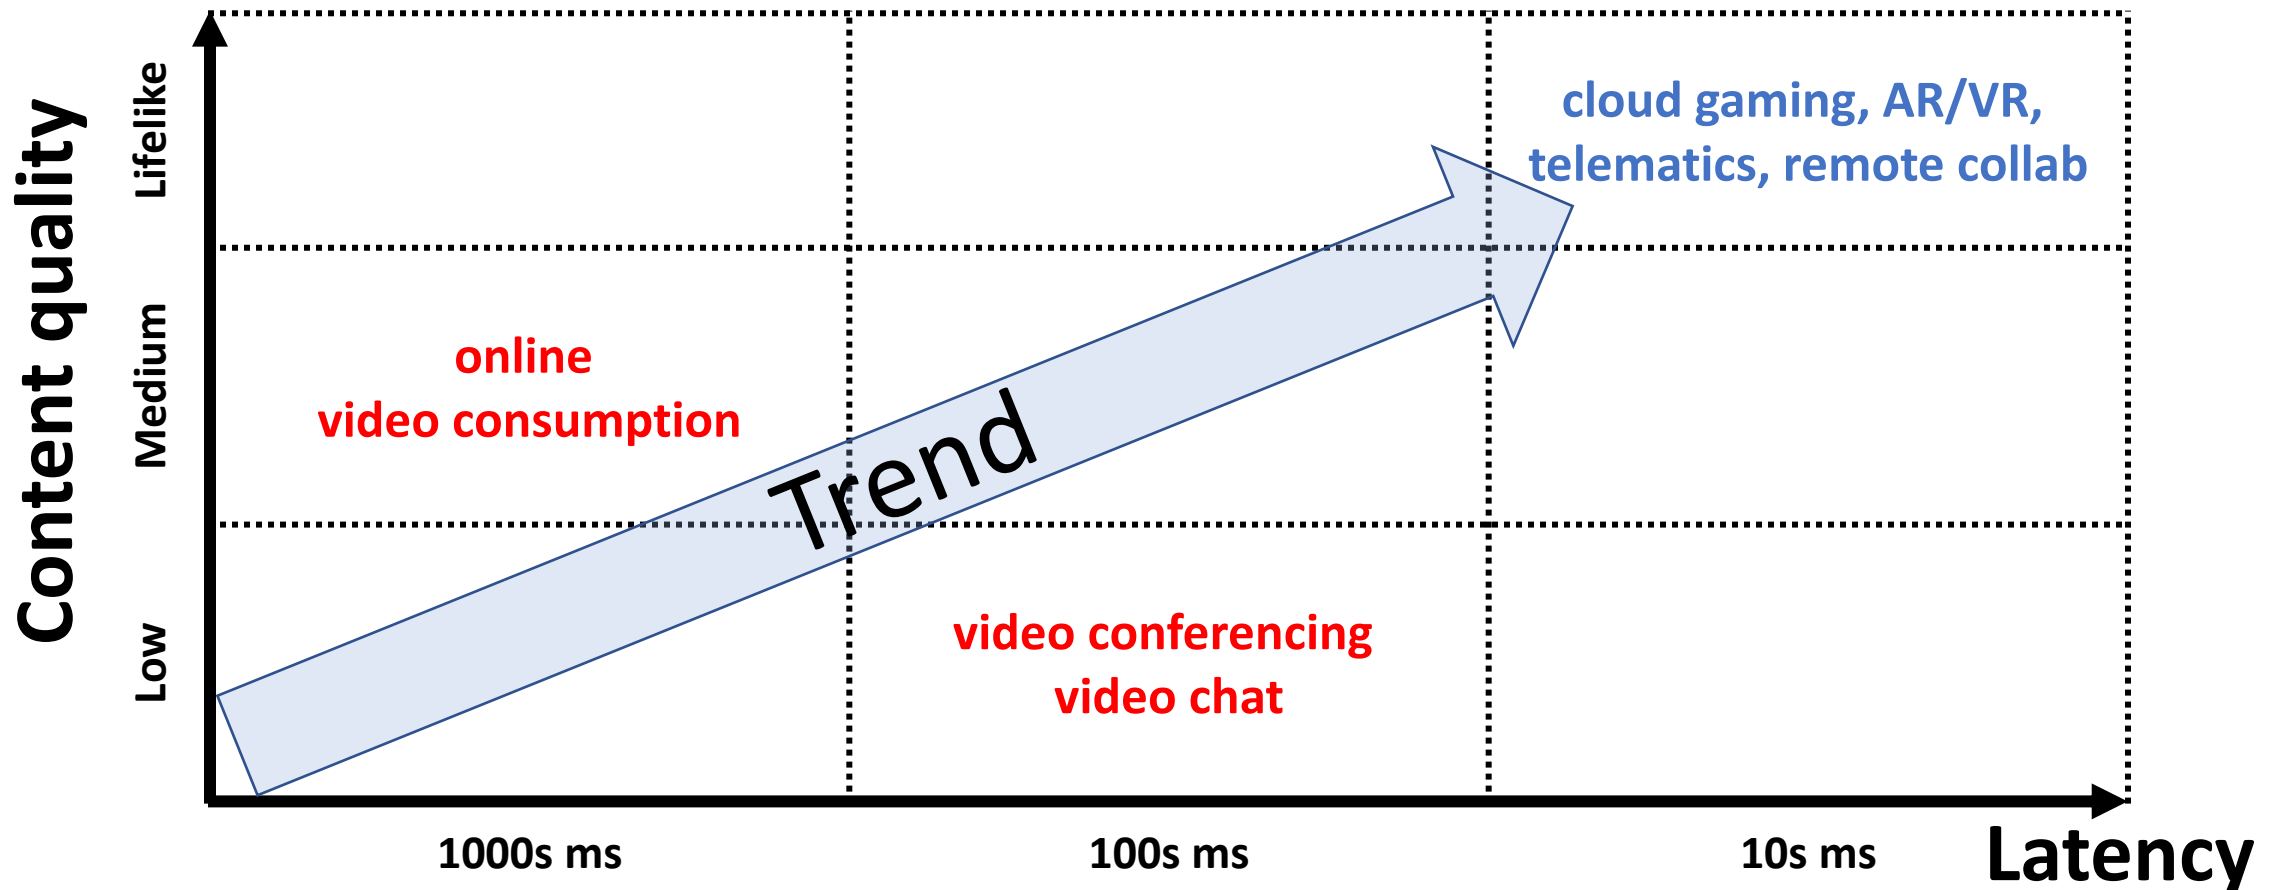 Content quality
Lifelike
Medium
Low
cloud gaming, AR/VR,
telematics, remote collab
online
video consumption
Trend
video conferencing
video chat
1000s ms
100s ms
10s ms
Latency